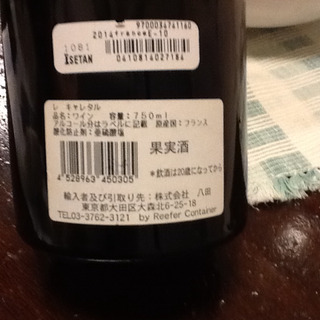 9700034741160
2014franceE-10
1081
ISETAN
0410814027184
レ キャレタル
品名:ワイン 容量:750ml
アルコール分はラベルに記載 原産国:フランス
酸化防止剤:亜硫酸塩
果実酒
4 528963 450305
*飲酒は20歳になってから
輸入者及び引取り先:株式会社 八田
東京都大田区大森北6-25-18
TEL03-3762-3121 by Reefer Container